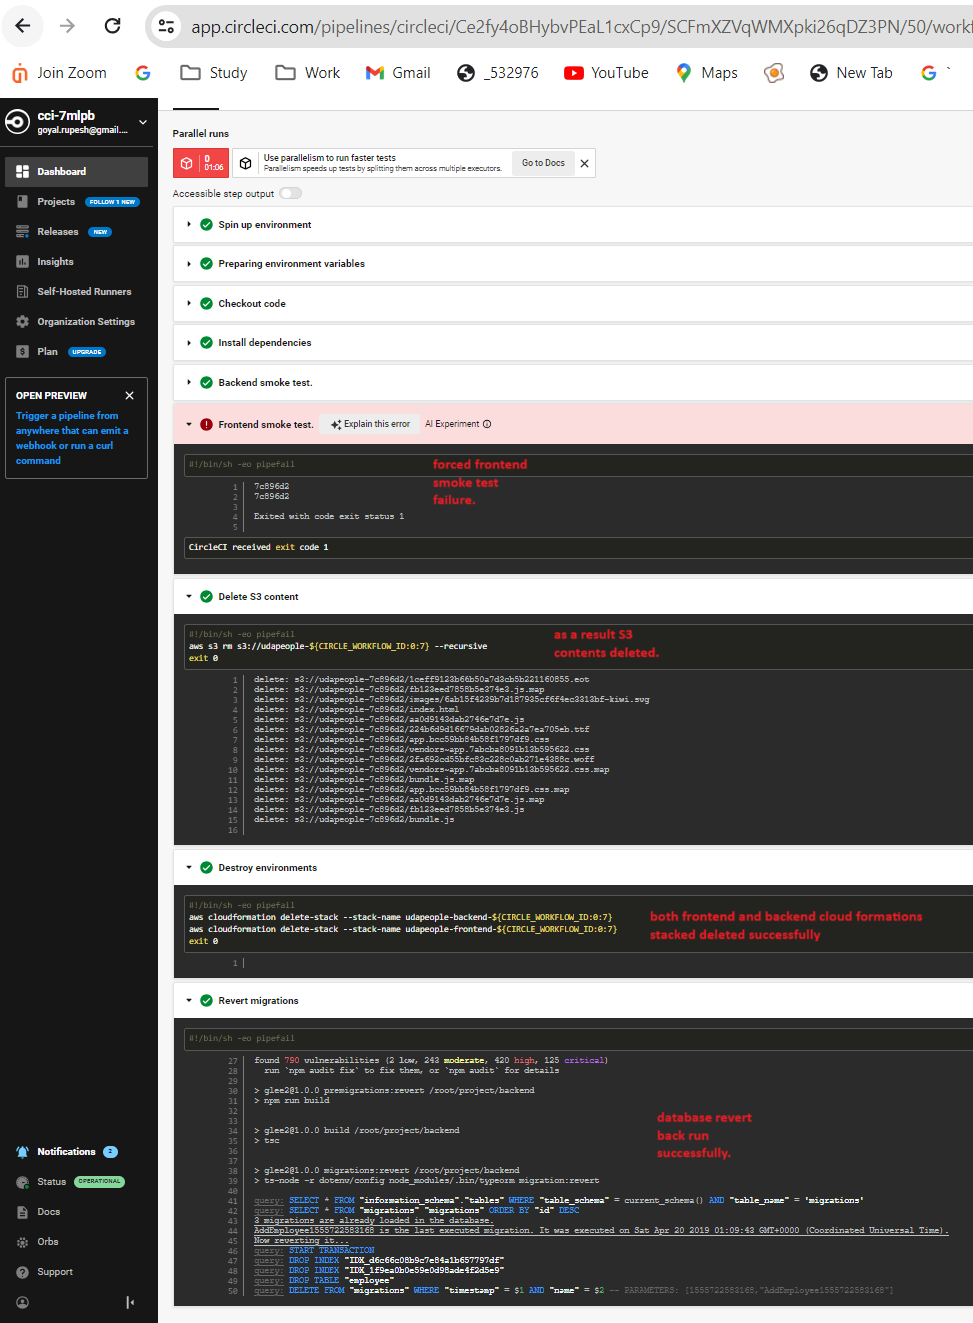 app.circleci.com/pipelines/circleci/Ce2fy4oBHybvPEaL1cxCp9/SCFmXZVqWMXpki26qDZ3PN/50/workf
Join Zoom
Study
Work
Gmail
_532976
YouTube
Maps
New Tab
cci-7mlpb
goyal.rupesh@gmail....
Dashboard
Projects FOLLOW 1 NEW
Releases NEW
Insights
Self-Hosted Runners
Organization Settings
Plan UPGRADE
OPEN PREVIEW
Trigger a pipeline from
anywhere that can emit a
webhook or run a curl
command
Notifications 2
Status OPERATIONAL
Docs
Orbs
Support
Parallel runs
0
01:06
Use parallelism to run faster tests
Parallelism speeds up tests by splitting them across multiple executors.
Go to Docs
Accessible step output
Spin up environment
Preparing environment variables
Checkout code
Install dependencies
Backend smoke test.
Frontend smoke test. Explain this error AI Experiment
#!/bin/sh -eo pipefail
forced frontend
smoke test
failure.
1 7c896d2
2 7c896d2
3
4 Exited with code exit status 1
5
CircleCI received exit code 1
Delete S3 content
#!/bin/sh -eo pipefail
aws s3 rm s3://udapeople-${CIRCLE_WORKFLOW_ID:0:7} --recursive
exit 0
as a result S3
contents deleted.
1 delete: s3://udapeople-7c896d2/1ceff9123b66b50a7d3cb5b221160855.eot
2 delete: s3://udapeople-7c896d2/fb123eed7858b5e374e3.js.map
3 delete: s3://udapeople-7c896d2/images/6ab15f4239b7d187935cf6f4ec3313bf-kiwi.svg
4 delete: s3://udapeople-7c896d2/index.html
5 delete: s3://udapeople-7c896d2/aa0d9143dab2746e7d7e.js
6 delete: s3://udapeople-7c896d2/224b6d9d16679dab02826a2a7ea705eb.ttf
7 delete: s3://udapeople-7c896d2/app.bcc59bb84b58f1797df9.css
8 delete: s3://udapeople-7c896d2/vendors~app.7abcba8091b13b595622.css
9 delete: s3://udapeople-7c896d2/2fa692cd55bfc83c228c0ab271e4388c.woff
10 delete: s3://udapeople-7c896d2/vendors~app.7abcba8091b13b595622.css.map
11 delete: s3://udapeople-7c896d2/bundle.js.map
12 delete: s3://udapeople-7c896d2/app.bcc59bb84b58f1797df9.css.map
13 delete: s3://udapeople-7c896d2/aa0d9143dab2746e7d7e.js.map
14 delete: s3://udapeople-7c896d2/fb123eed7858b5e374e3.js
15 delete: s3://udapeople-7c896d2/bundle.js
16
Destroy environments
#!/bin/sh -eo pipefail
aws cloudformation delete-stack --stack-name udapeople-backend-${CIRCLE_WORKFLOW_ID:0:7}
aws cloudformation delete-stack --stack-name udapeople-frontend-${CIRCLE_WORKFLOW_ID:0:7}
exit 0
both frontend and backend cloud formations
stacked deleted successfully
1
Revert migrations
#!/bin/sh -eo pipefail
27 found 790 vulnerabilities (2 low, 243 moderate, 420 high, 125 critical)
28 run `npm audit fix` to fix them, or `npm audit` for details
29
30 > glee2@1.0.0 premigrations:revert /root/project/backend
31 > npm run build
32
33
34 > glee2@1.0.0 build /root/project/backend
35 > tsc
36
37
38 > glee2@1.0.0 migrations:revert /root/project/backend
39 > ts-node -r dotenv/config node_modules/.bin/typeorm migration:revert
40
database revert
back run
successfully.
41 query: SELECT * FROM "information_schema"."tables" WHERE "table_schema" = current_schema() AND "table_name" = 'migrations'
42 query: SELECT * FROM "migrations" "migrations" ORDER BY "id" DESC
43 3 migrations are already loaded in the database.
44 AddEmployee1555722583168 is the last executed migration. It was executed on Sat Apr 20 2019 01:09:43 GMT+0000 (Coordinated Universal Time).
45 Now reverting it...
46 query: START TRANSACTION
47 query: DROP INDEX "IDX_d6c66c08b9c7e84a1b657797df"
48 query: DROP INDEX "IDX_1f9ea0b0e59e0d98ade4f2d5e9"
49 query: DROP TABLE "employee"
50 query: DELETE FROM "migrations" WHERE "timestamp" = $1 AND "name" = $2 -- PARAMETERS: [1555722583168,"AddEmployee1555722583168"]